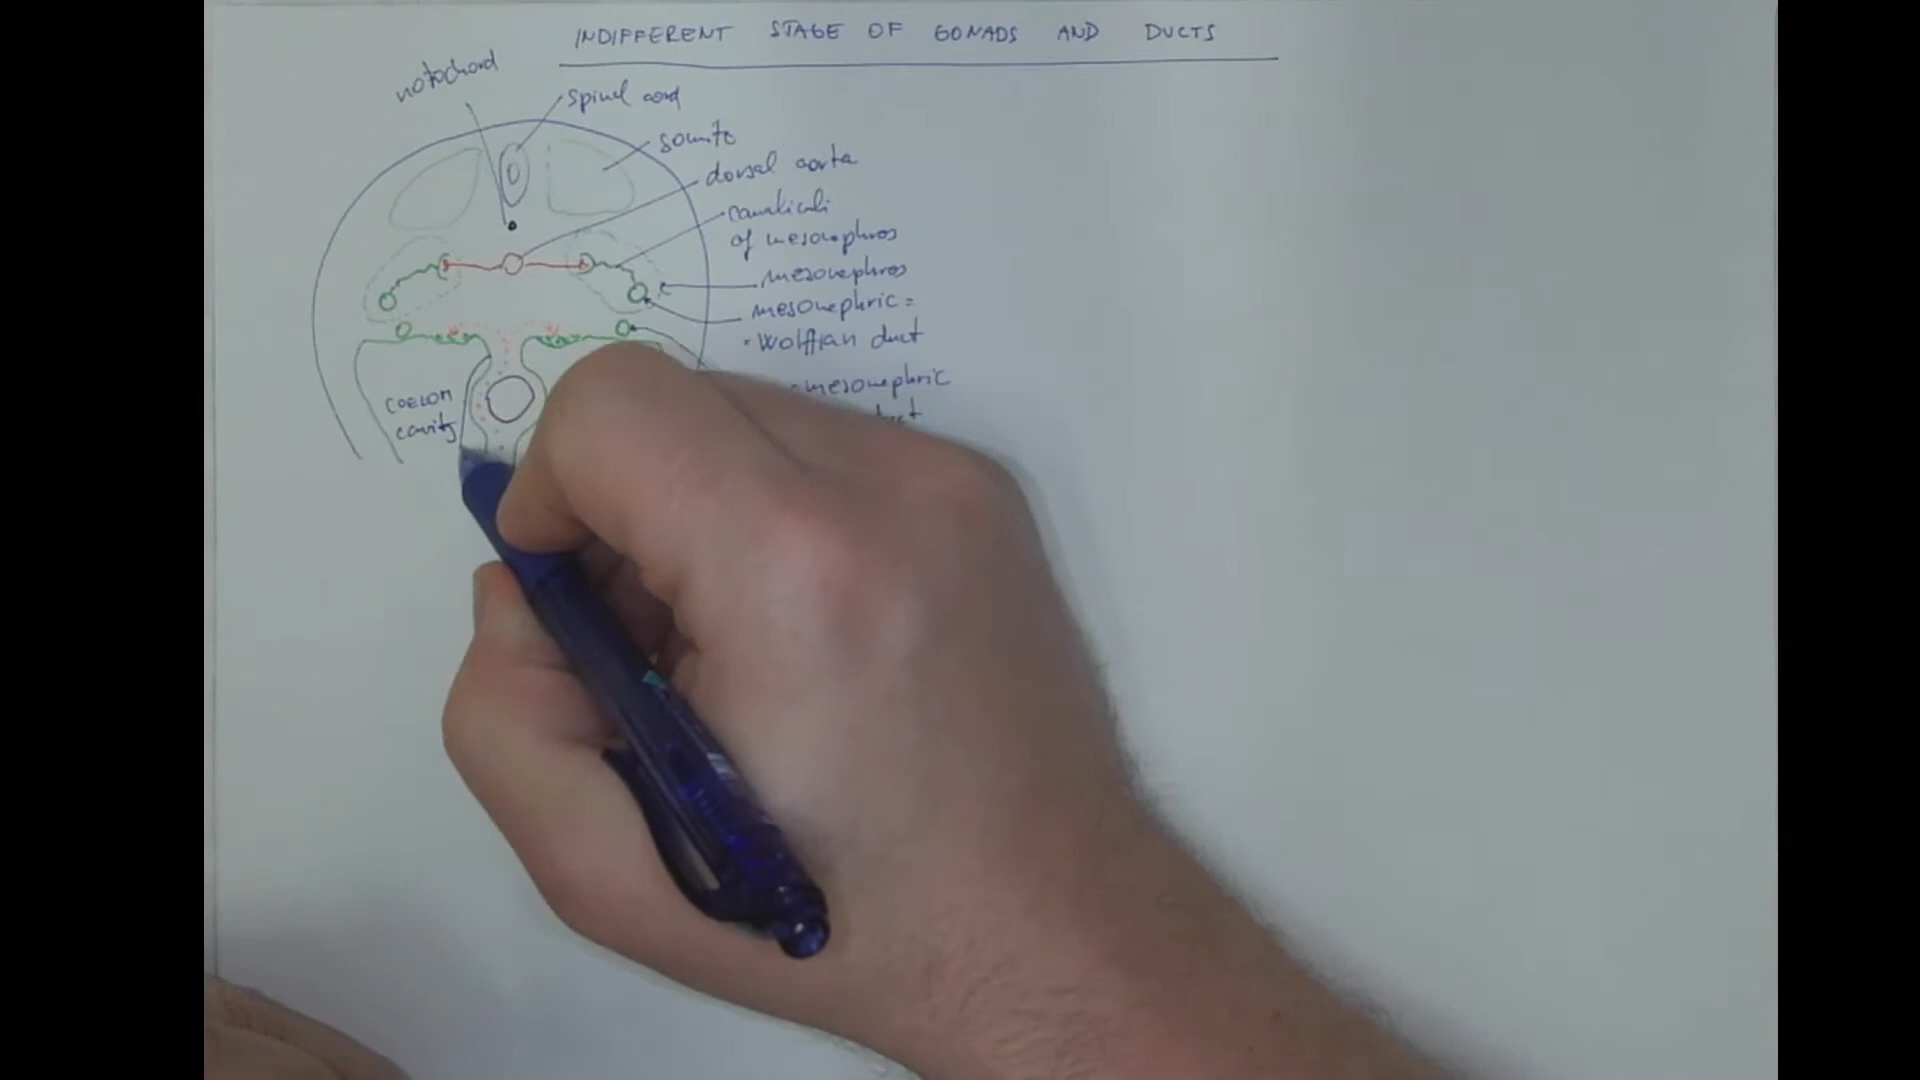 INDIFFERENT STAGE OF GONADS AND DUCTS
notochord
spinal cord
somite
dorsal aorta
canaliculi
of mesonephros
mesonephros
mesonephric =
= Wolffian duct
mesonephric
duct
COELOM
cavity